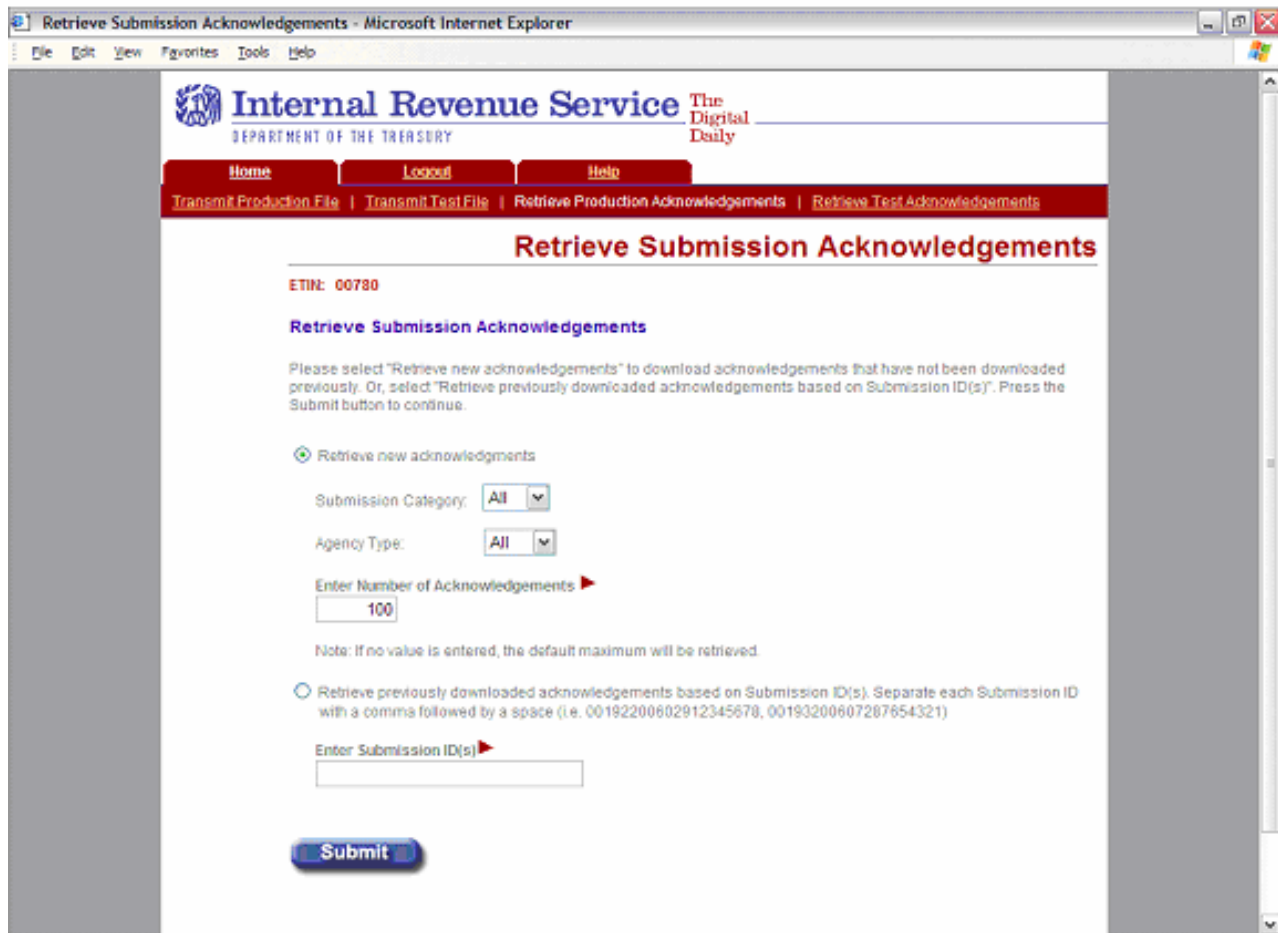 Retrieve Submission Acknowledgements - Microsoft Internet Explorer
File Edit View Favorites Tools Help
Internal Revenue Service The Digital Daily
DEPARTMENT OF THE TREASURY
Home Logout Help
Transmit Production File | Transmit Test File | Retrieve Production Acknowledgements | Retrieve Test Acknowledgements
Retrieve Submission Acknowledgements
ETIN: 00780
Retrieve Submission Acknowledgements
Please select "Retrieve new acknowledgements" to download acknowledgements that have not been downloaded
previously. Or, select "Retrieve previously downloaded acknowledgements based on Submission ID(s)". Press the
Submit button to continue.
Retrieve new acknowledgments
Submission Category: All
Agency Type: All
Enter Number of Acknowledgements
100
Note: If no value is entered, the default maximum will be retrieved.
Retrieve previously downloaded acknowledgements based on Submission ID(s). Separate each Submission ID
with a comma followed by a space (i.e. 00192200602912345678, 00193200607287654321)
Enter Submission ID(s)
Submit